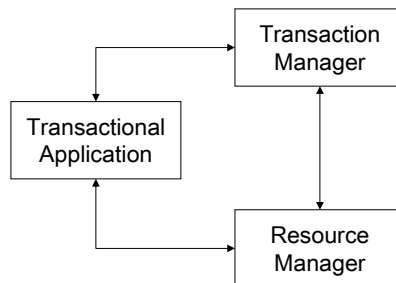 Transaction
Manager
Transactional
Application
Resource
Manager